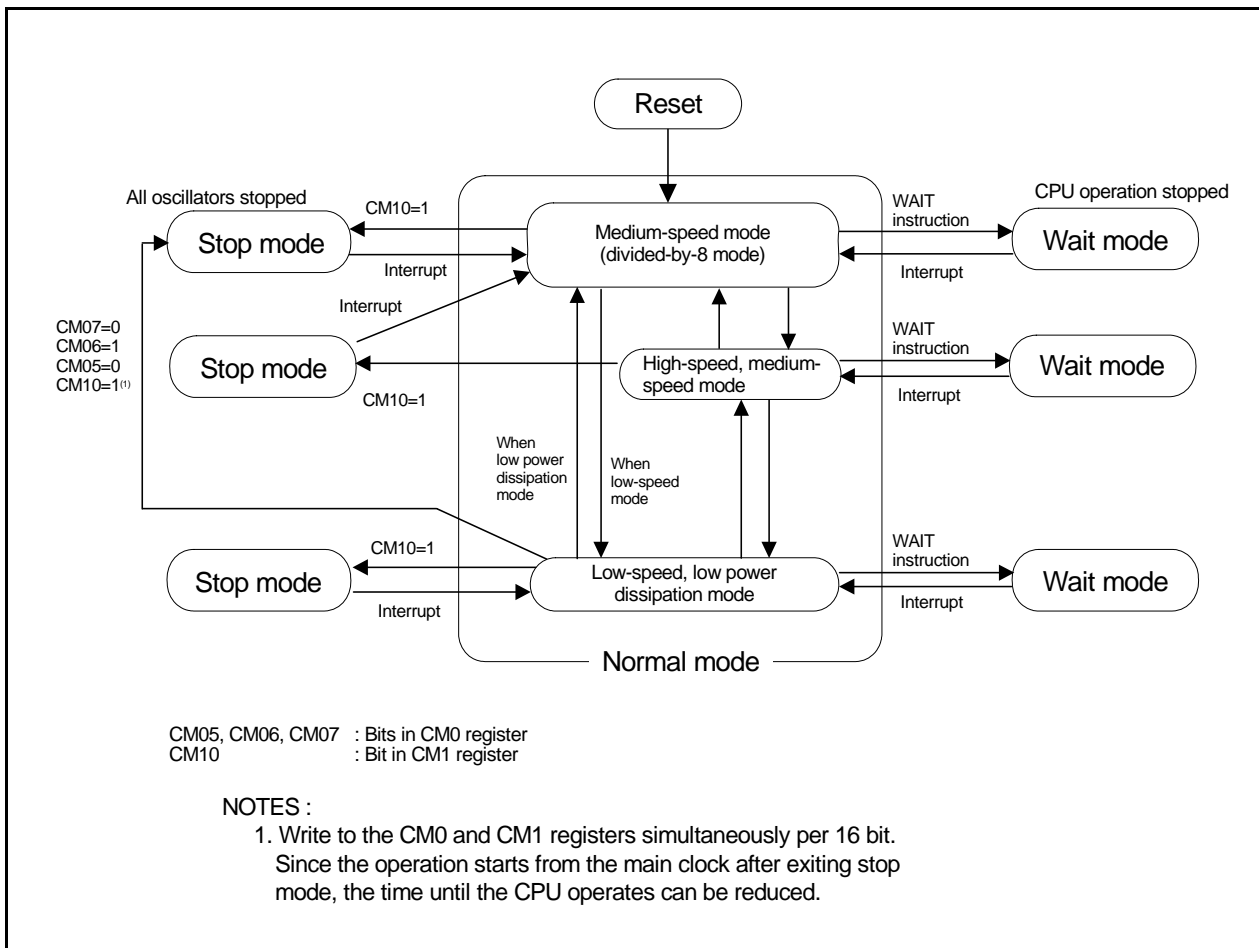 Reset
All oscillators stopped
CPU operation stopped
CM10=1
WAIT
instruction
Stop mode
Medium-speed mode
(divided-by-8 mode)
Wait mode
Interrupt
Interrupt
Interrupt
CM07=0
CM06=1
CM05=0
CM10=1(1)
WAIT
instruction
Stop mode
High-speed, medium-
speed mode
Wait mode
CM10=1
Interrupt
When
low power
dissipation
mode
When
low-speed
mode
CM10=1
WAIT
instruction
Stop mode
Low-speed, low power
dissipation mode
Wait mode
Interrupt
Interrupt
Normal mode
CM05, CM06, CM07 : Bits in CM0 register
CM10 : Bit in CM1 register
NOTES :
1. Write to the CM0 and CM1 registers simultaneously per 16 bit.
Since the operation starts from the main clock after exiting stop
mode, the time until the CPU operates can be reduced.